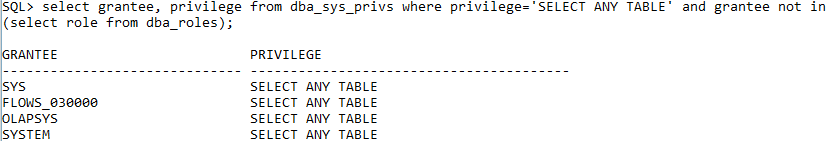 SQL> select grantee, privilege from dba_sys_privs where privilege='SELECT ANY TABLE' and grantee not in
(select role from dba_roles);
GRANTEE PRIVILEGE
------------------------------ ----------------------------------------
SYS SELECT ANY TABLE
FLOWS_030000 SELECT ANY TABLE
OLAPSYS SELECT ANY TABLE
SYSTEM SELECT ANY TABLE